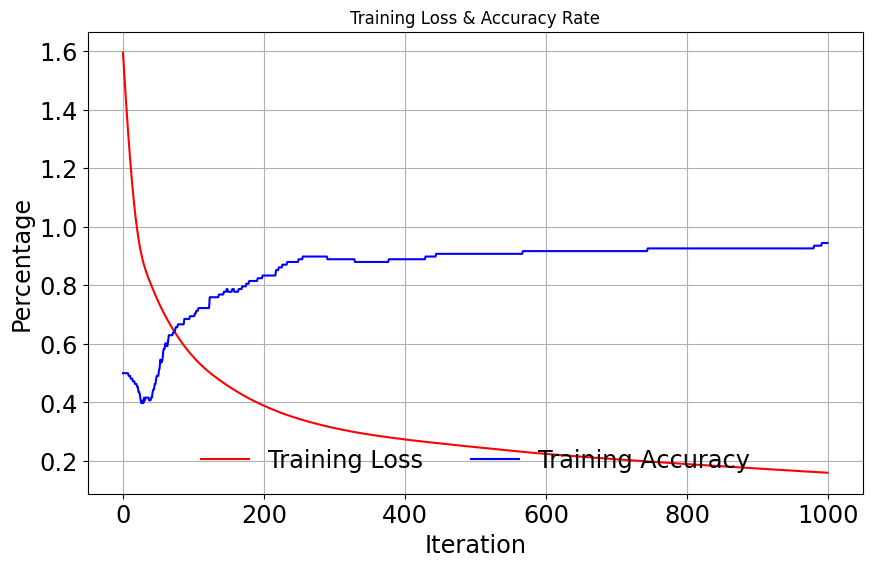 Training Loss & Accuracy Rate
1.6
1.4
1.2
1.0
0.8
0.6
0.4
0.2
Percentage
Training Loss Training Accuracy
0 200 400 600 800 1000
Iteration